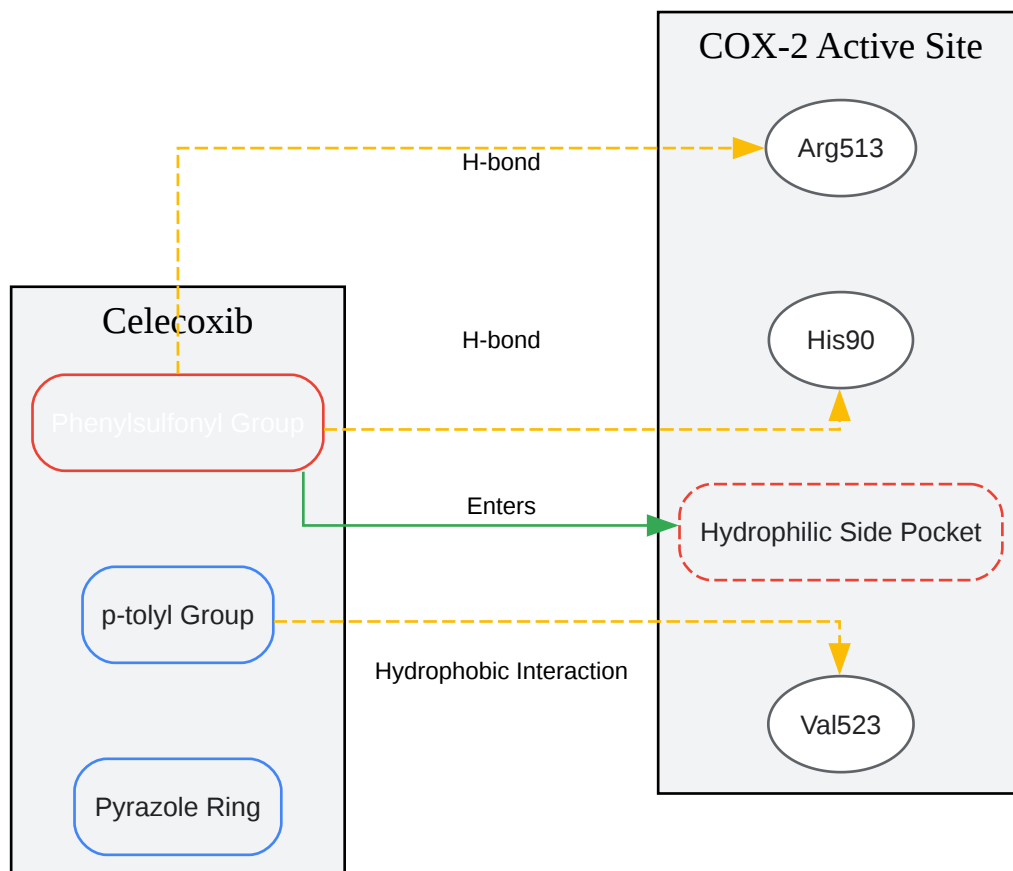 COX-2 Active Site
Arg513
H-bond
Celecoxib
H-bond
His90
Phenylsulfonyl Group
Enters
Hydrophilic Side Pocket
p-tolyl Group
Hydrophobic Interaction
Val523
Pyrazole Ring